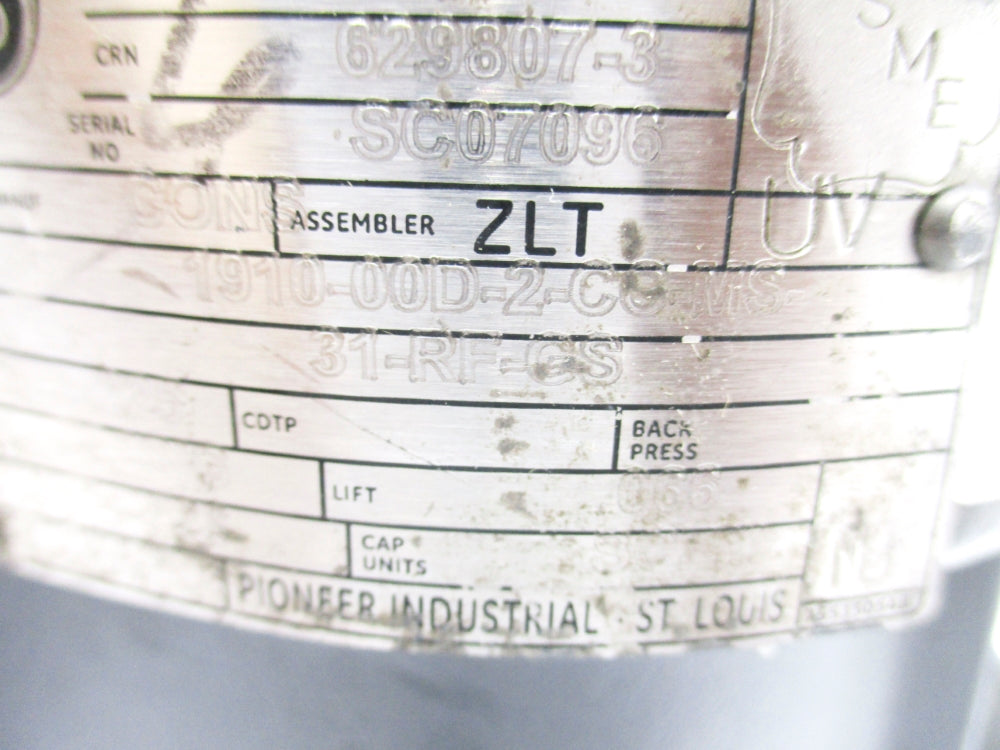 CRN 629807-3
SERIAL NO SC07096
CONS ASSEMBLER ZLT
UV
1910-00D-2-CC-MS-
31-RF-CS
CDTP
BACK PRESS
LIFT
CAP UNITS
PIONEER INDUSTRIAL · ST. LOUIS
M
E